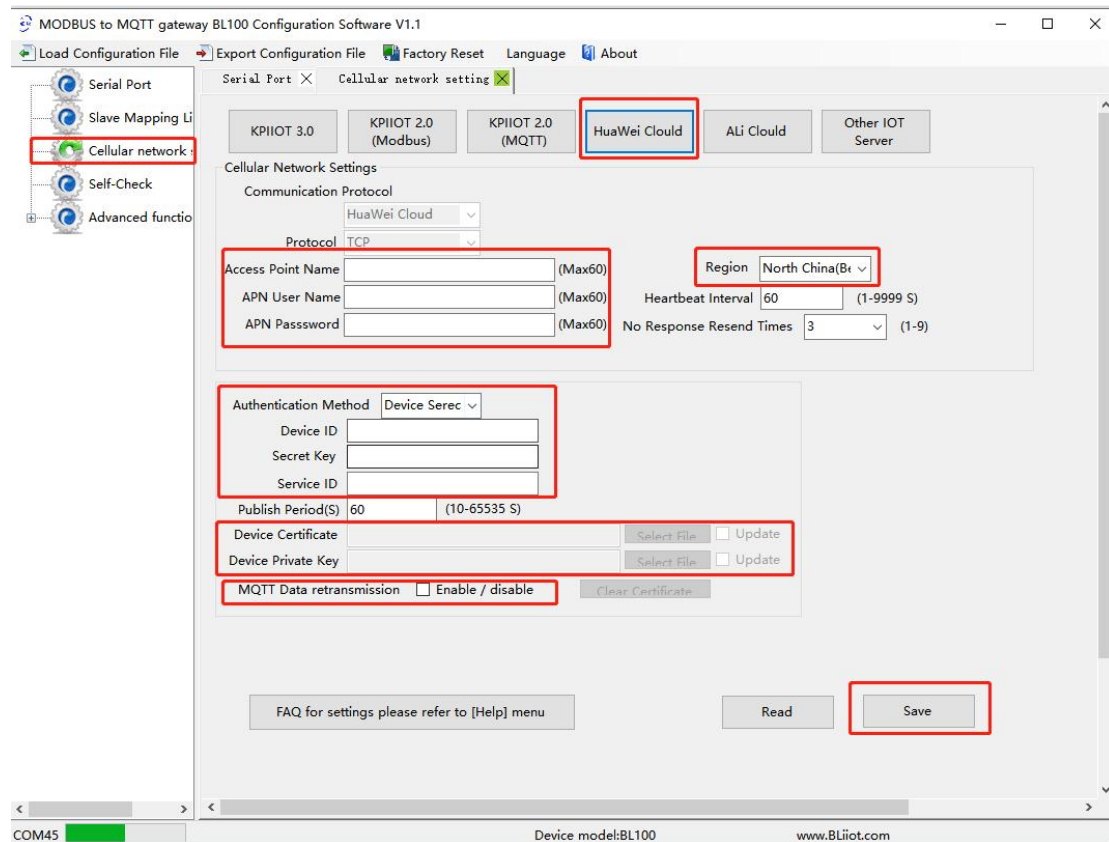 MODBUS to MQTT gateway BL100 Configuration Software V1.1
Load Configuration File Export Configuration File Factory Reset Language About
Serial Port
Slave Mapping Li
Cellular network s
Self-Check
Advanced functio
Serial Port Cellular network setting
KPIIOT 3.0
KPIIOT 2.0
(Modbus)
KPIIOT 2.0
(MQTT)
HuaWei Clould
ALi Clould
Other IOT
Server
Cellular Network Settings
Communication Protocol
HuaWei Cloud
Protocol TCP
Access Point Name (Max60)
APN User Name (Max60)
APN Passsword (Max60)
Region North China(Be
Heartbeat Interval 60 (1-9999 S)
No Response Resend Times 3 (1-9)
Authentication Method Device Serec
Device ID
Secret Key
Service ID
Publish Period(S) 60 (10-65535 S)
Device Certificate Select File Update
Device Private Key Select File Update
MQTT Data retransmission Enable / disable Clear Certificate
FAQ for settings please refer to [Help] menu Read Save
COM45 Device model:BL100 www.BLiiot.com